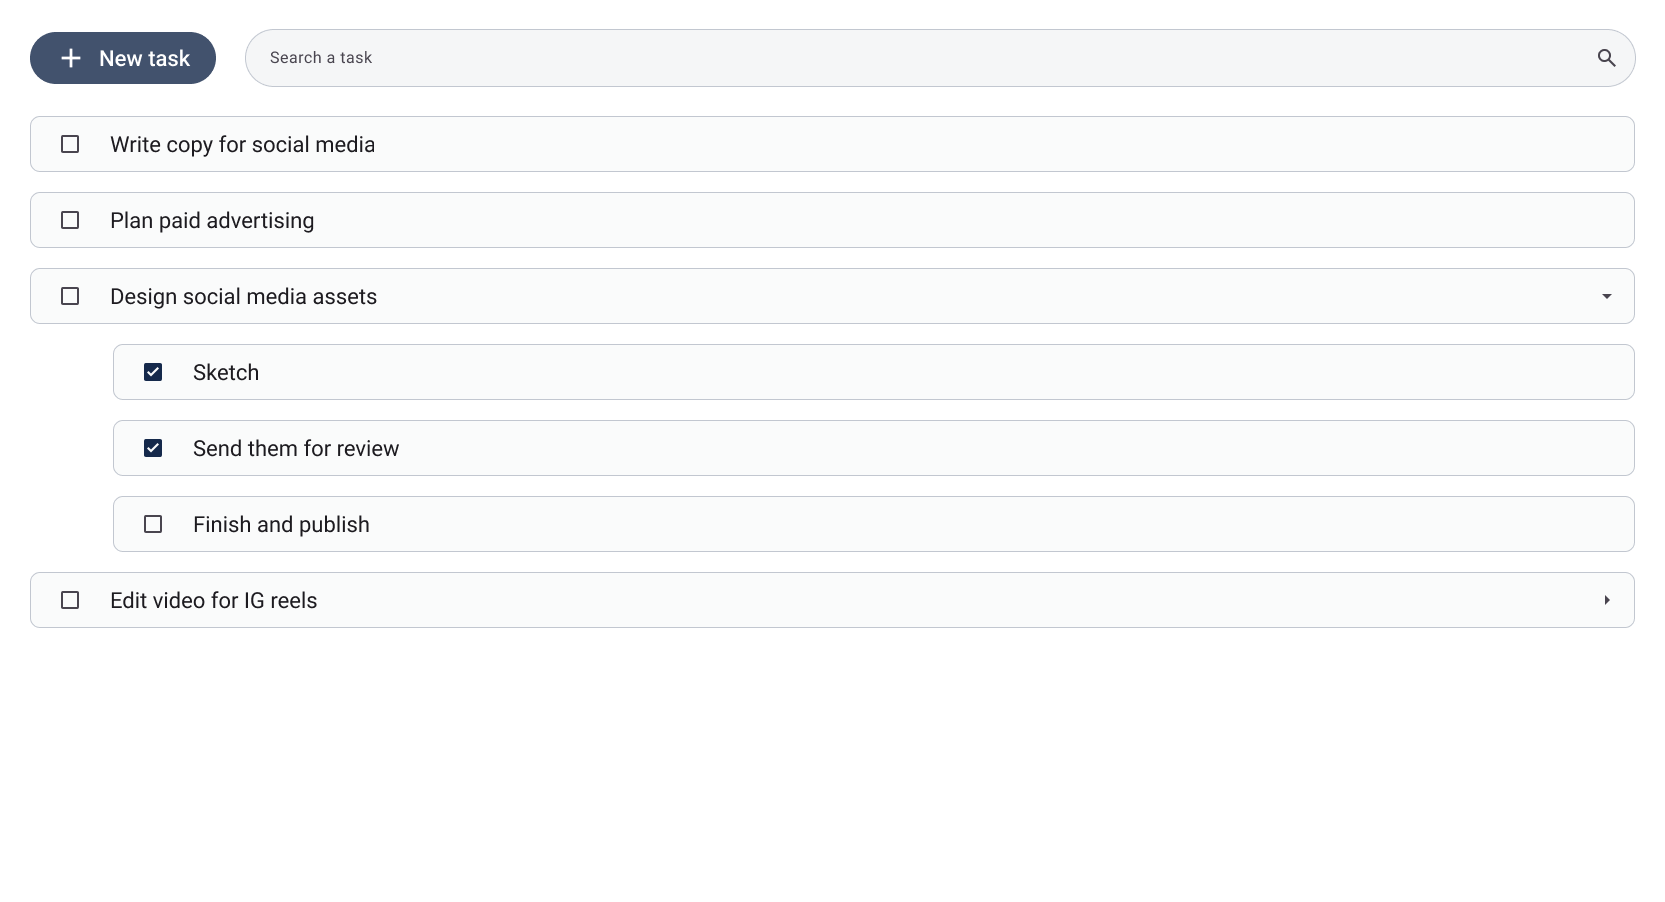 New task
Search a task
Write copy for social media
Plan paid advertising
Design social media assets
Sketch
Send them for review
Finish and publish
Edit video for IG reels